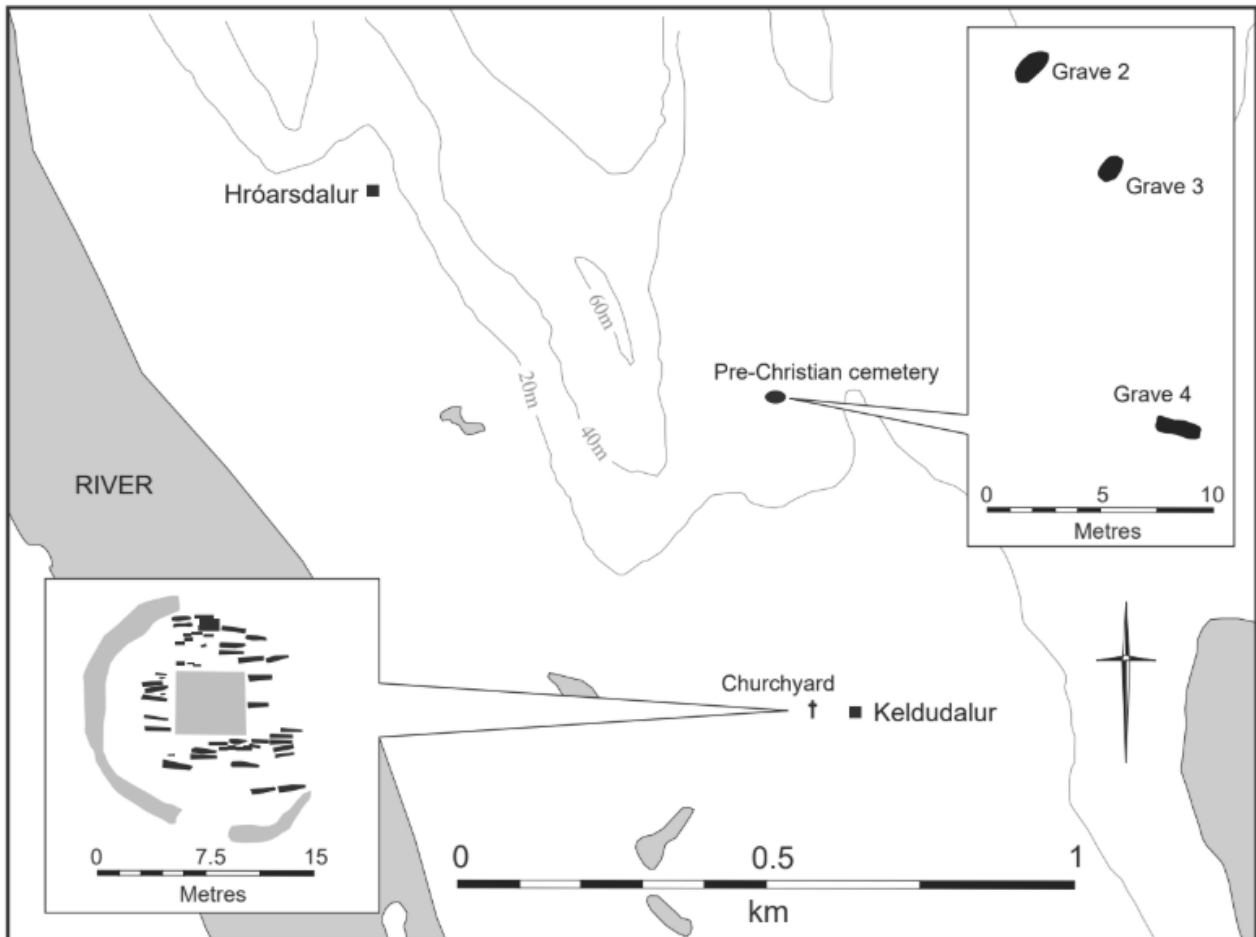 Grave 2
Grave 3
Hróarsdalur
60m
Pre-Christian cemetery
20m
Grave 4
40m
RIVER
0 5 10
Metres
Churchyard
Keldudalur
0 7.5 15
Metres
0 0.5 1
km